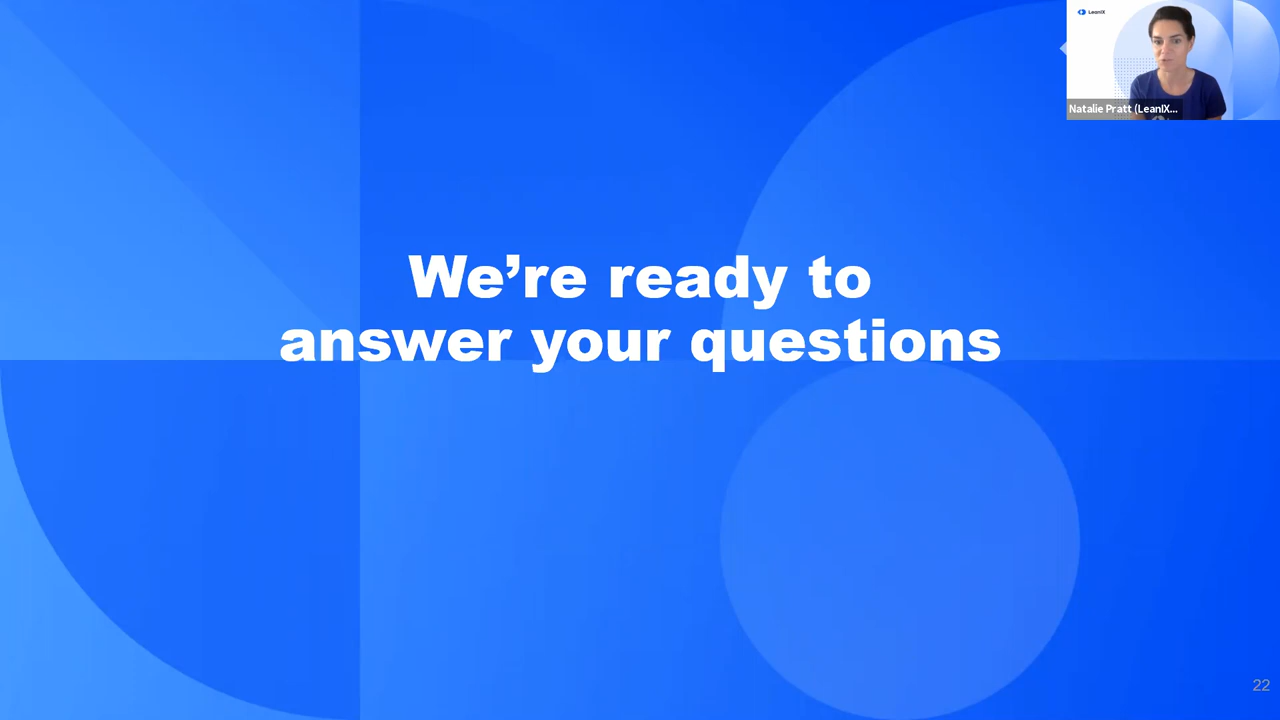 LeanIX
Natalie Pratt (LeanIX...
We're ready to
answer your questions
22